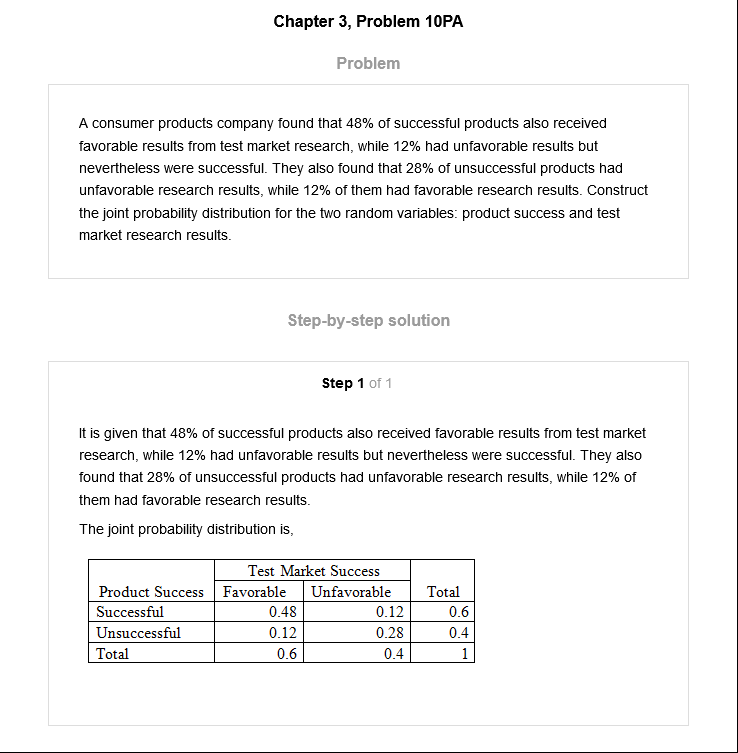 Chapter 3, Problem 10PA
Problem
A consumer products company found that 48% of successful products also received
favorable results from test market research, while 12% had unfavorable results but
nevertheless were successful. They also found that 28% of unsuccessful products had
unfavorable research results, while 12% of them had favorable research results. Construct
the joint probability distribution for the two random variables: product success and test
market research results.
Step-by-step solution
Step 1 of 1
It is given that 48% of successful products also received favorable results from test market
research, while 12% had unfavorable results but nevertheless were successful. They also
found that 28% of unsuccessful products had unfavorable research results, while 12% of
them had favorable research results.
The joint probability distribution is,
Test Market Success
Product Success Favorable Unfavorable Total
Successful 0.48 0.12 0.6
Unsuccessful 0.12 0.28 0.4
Total 0.6 0.4 1